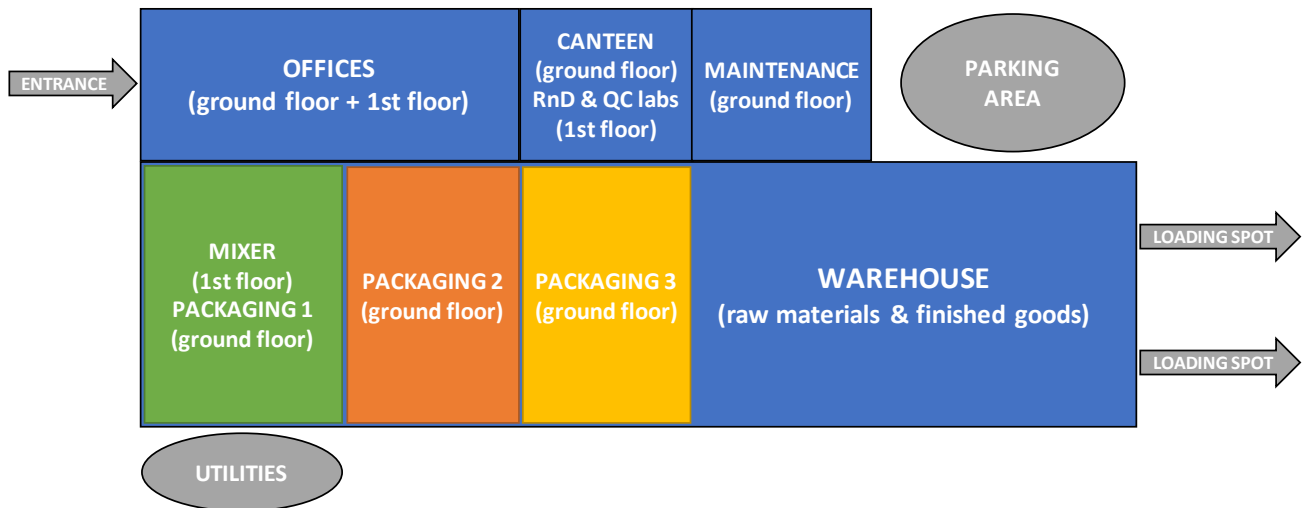 ENTRANCE
OFFICES
(ground floor + 1st floor)
CANTEEN
(ground floor)
RnD & QC labs
(1st floor)
MAINTENANCE
(ground floor)
PARKING
AREA
MIXER
(1st floor)
PACKAGING 1
(ground floor)
PACKAGING 2
(ground floor)
PACKAGING 3
(ground floor)
WAREHOUSE
(raw materials & finished goods)
LOADING SPOT
LOADING SPOT
UTILITIES